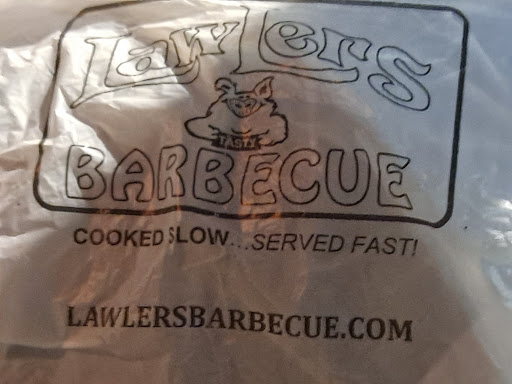 LawLers
TASTY
BARBECUE
COOKED SLOW...SERVED FAST!
LAWLERSBARBECUE.COM